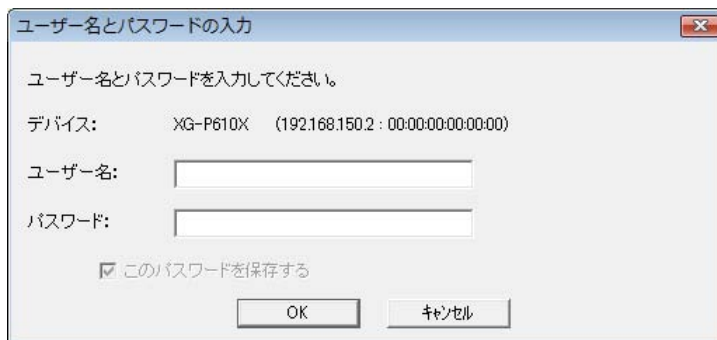 ユーザー名とパスワードの入力
ユーザー名とパスワードを入力してください。
デバイス: XG-P610X (192.168.150.2 : 00:00:00:00:00:00)
ユーザー名:
パスワード:
このパスワードを保存する
OK キャンセル